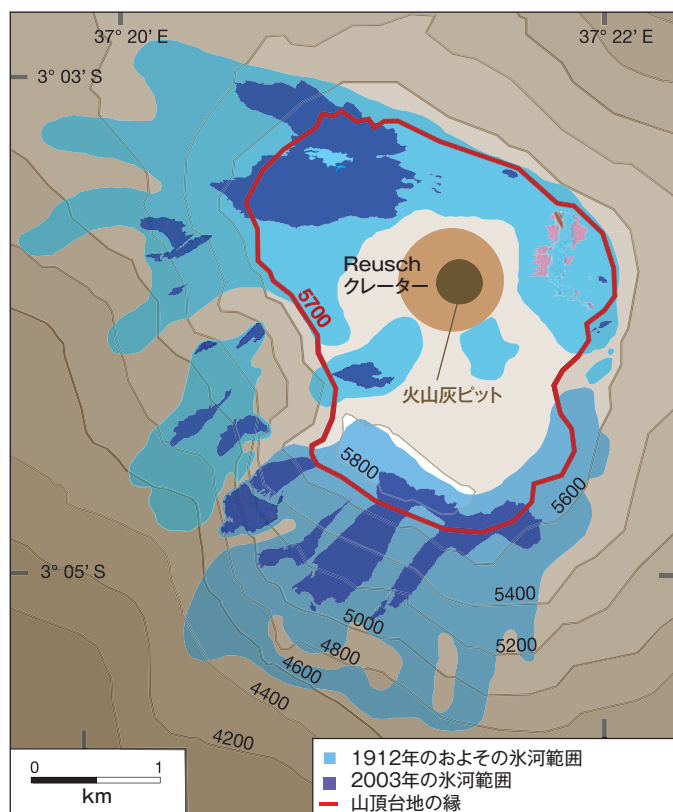 37° 20' E
37° 22' E
3° 03' S
Reusch
クレーター
5700
火山灰ピット
5800
5600
3° 05' S
5400
5000
5200
4800
4600
4400
4200
0 1
km
1912年のおよその氷河範囲
2003年の氷河範囲
山頂台地の縁